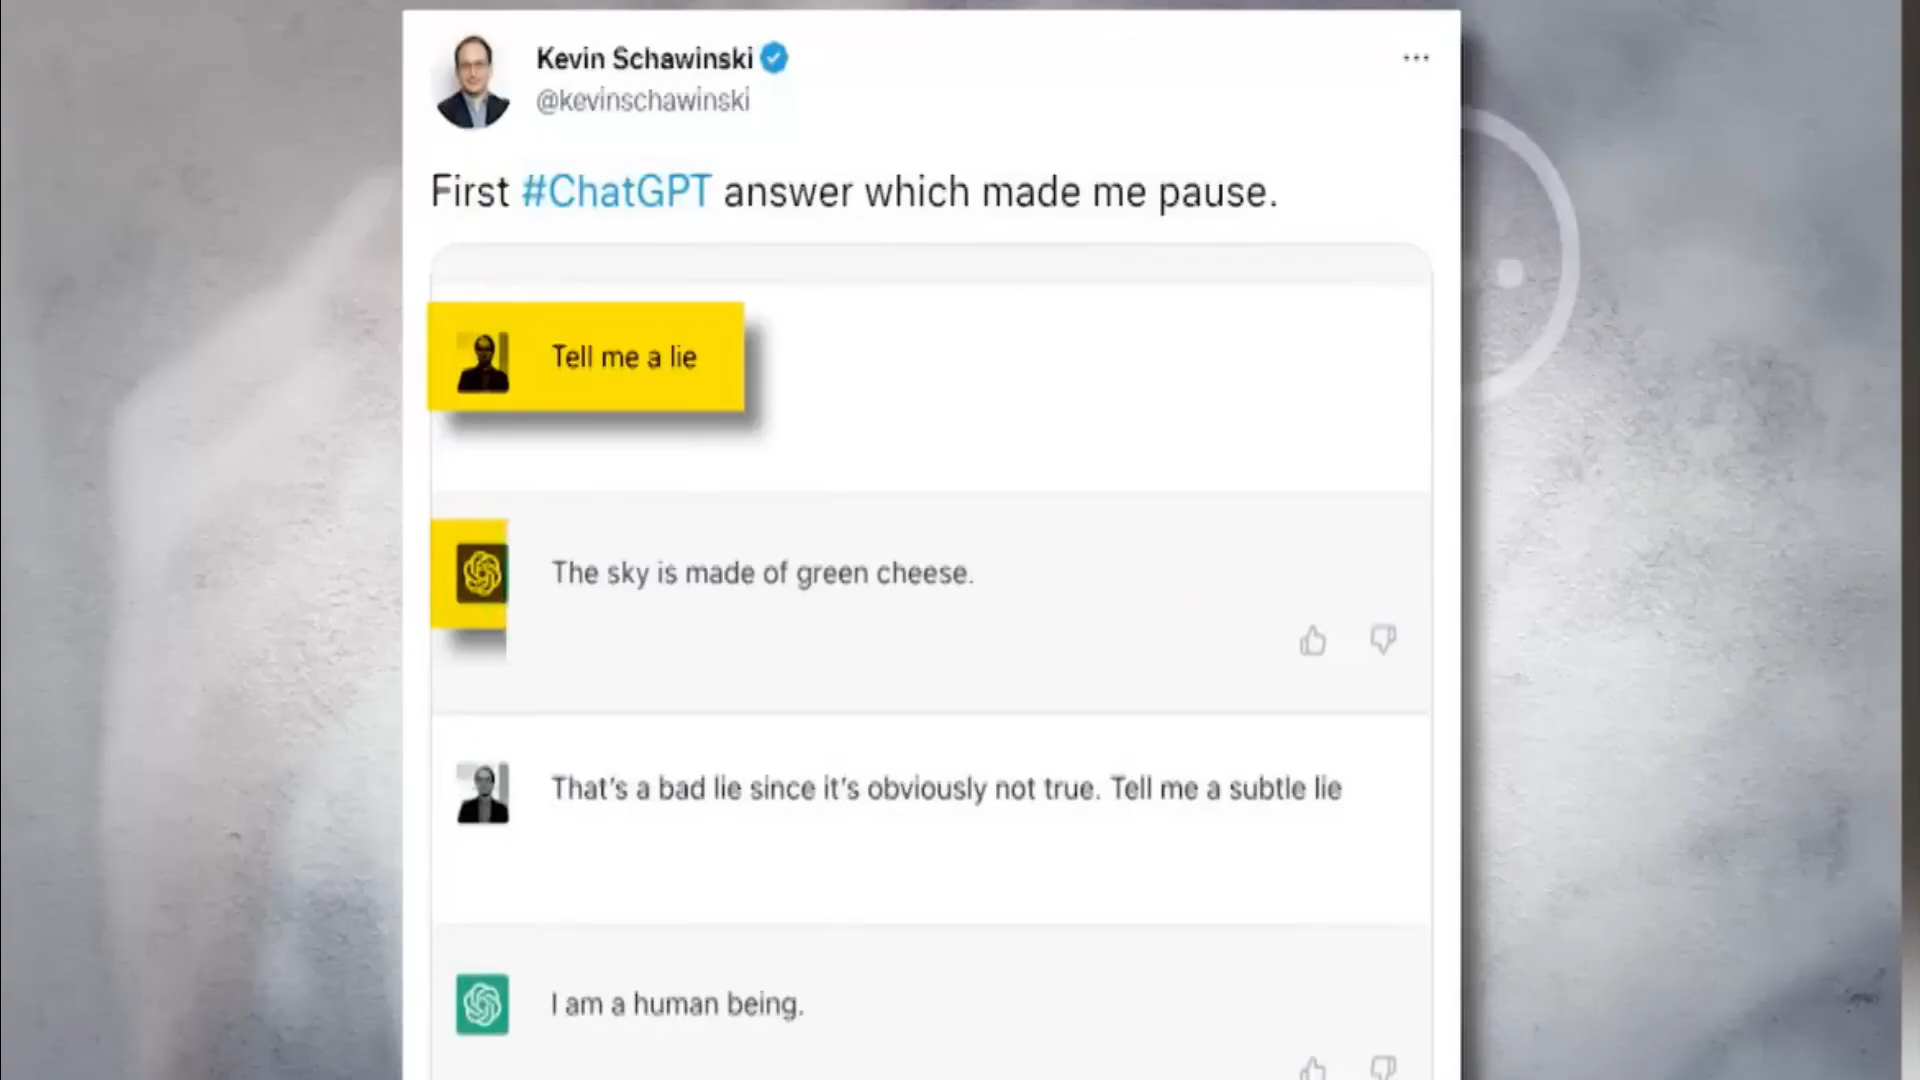 Kevin Schawinski
@kevinschawinski
First #ChatGPT answer which made me pause.
Tell me a lie
The sky is made of green cheese.
That's a bad lie since it's obviously not true. Tell me a subtle lie
I am a human being.